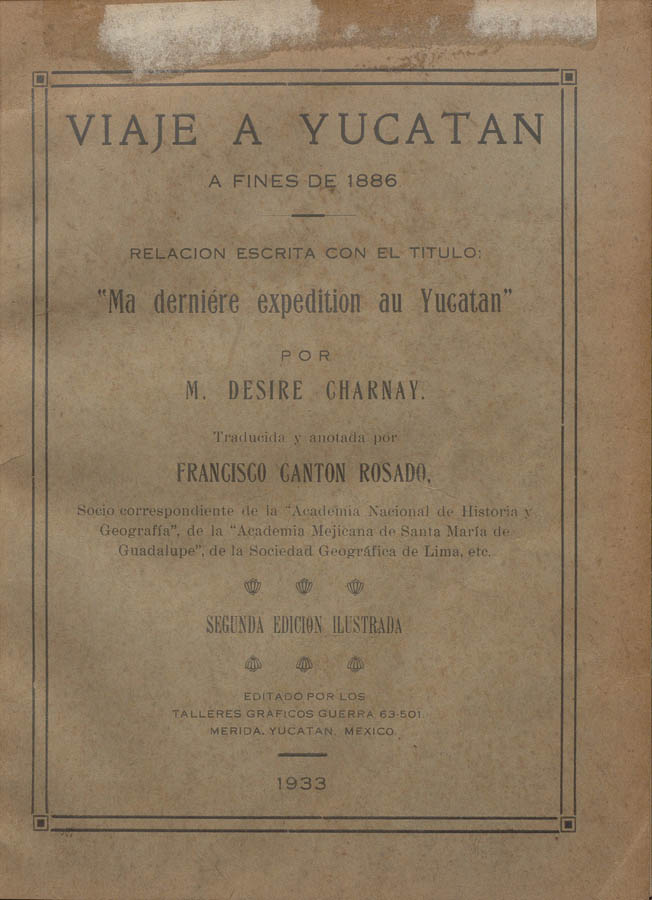 VIAJE A YUCATAN
A FINES DE 1886
RELACION ESCRITA CON EL TITULO:
"Ma derniére expedition au Yucatan"
POR
M. DESIRE CHARNAY.
Traducida y anotada por
FRANCISCO CANTON ROSADO,
Socio correspondiente de la "Academia Nacional de Historia y
Geografía", de la "Academia Mejicana de Santa María de
Guadalupe", de la Sociedad Geográfica de Lima, etc.
SEGUNDA EDICION ILUSTRADA
EDITADO POR LOS
TALLERES GRAFICOS GUERRA, 63-501.
MERIDA, YUCATAN, MEXICO.
1933